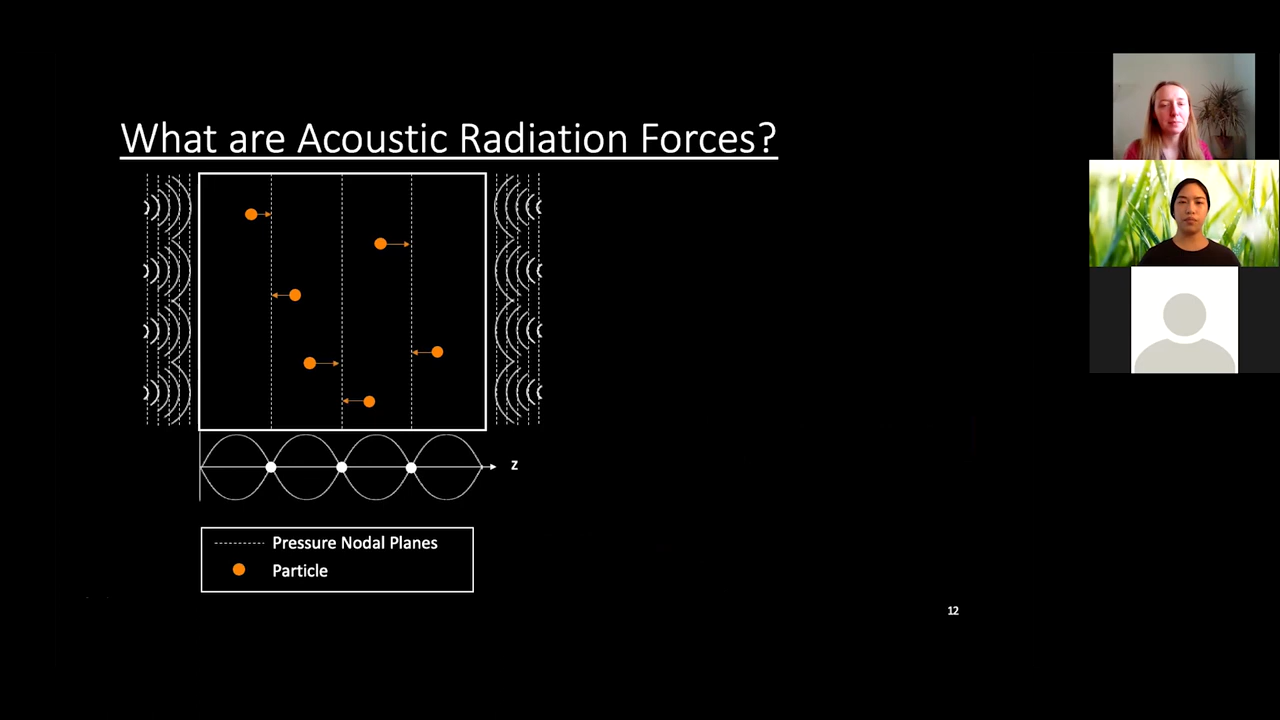 What are Acoustic Radiation Forces?
z
Pressure Nodal Planes
Particle
12